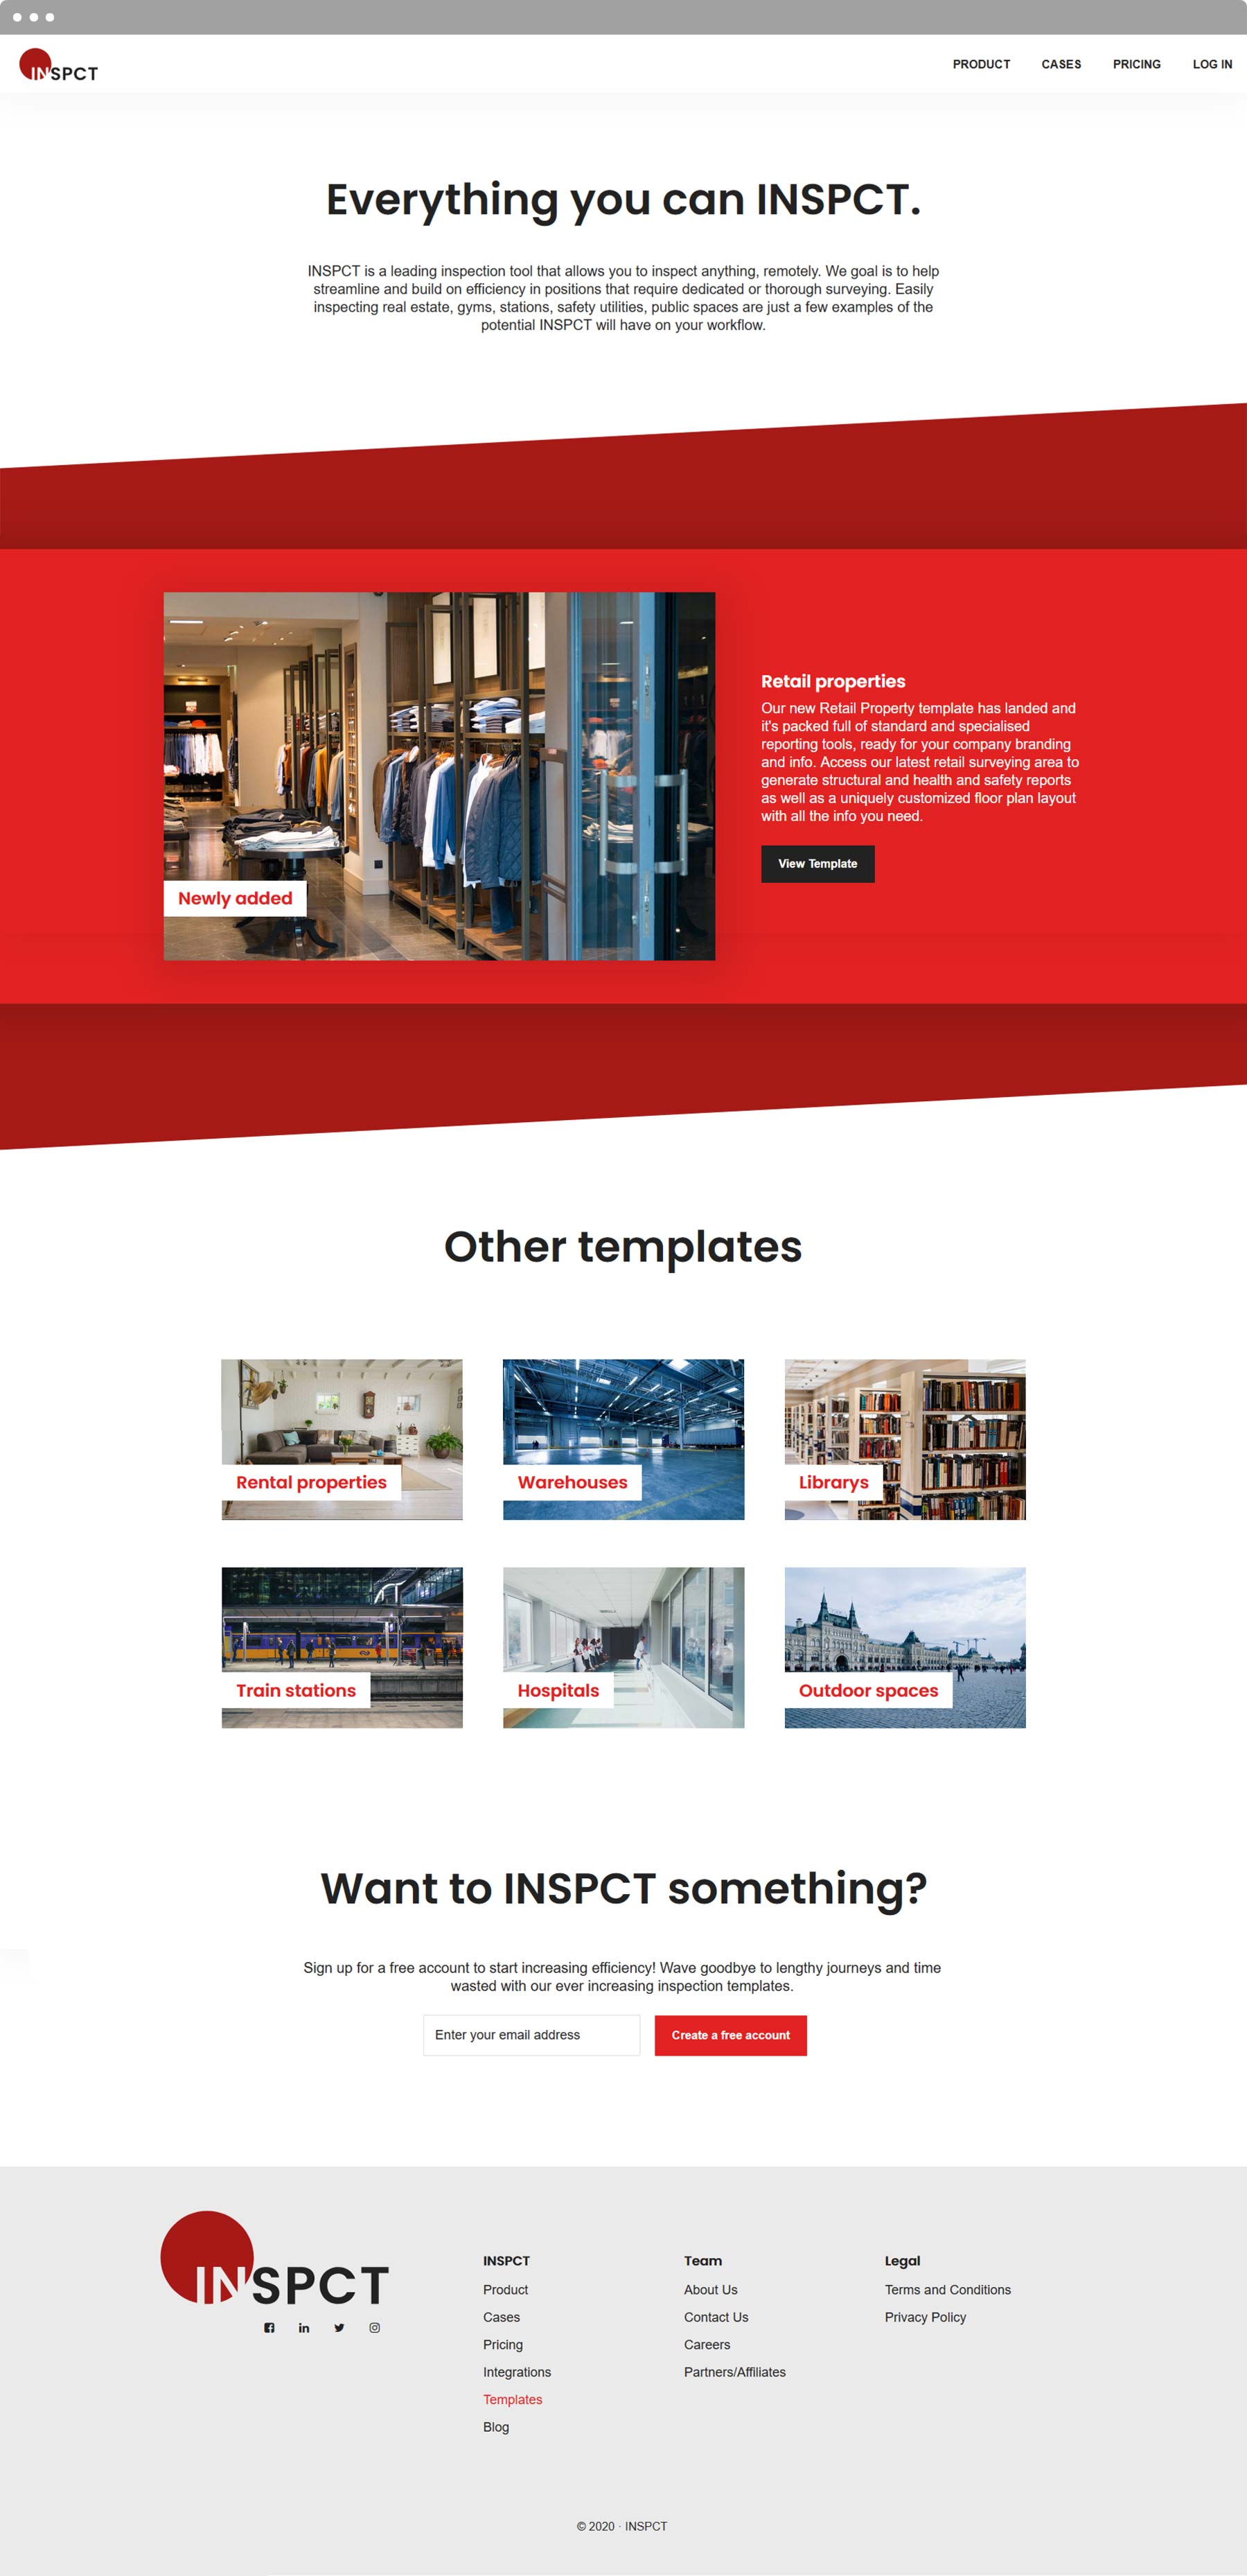 INSPCT
PRODUCT CASES PRICING LOG IN
Everything you can INSPCT.
INSPCT is a leading inspection tool that allows you to inspect anything, remotely. We goal is to help
streamline and build on efficiency in positions that require dedicated or thorough surveying. Easily
inspecting real estate, gyms, stations, safety utilities, public spaces are just a few examples of the
potential INSPCT will have on your workflow.
Newly added
Retail properties
Our new Retail Property template has landed and
it's packed full of standard and specialised
reporting tools, ready for your company branding
and info. Access our latest retail surveying area to
generate structural and health and safety reports
as well as a uniquely customized floor plan layout
with all the info you need.
View Template
Other templates
Rental properties
Warehouses
Librarys
Train stations
Hospitals
Outdoor spaces
Want to INSPCT something?
Sign up for a free account to start increasing efficiency! Wave goodbye to lengthy journeys and time
wasted with our ever increasing inspection templates.
Enter your email address
Create a free account
INSPCT
INSPCT
Product
Cases
Pricing
Integrations
Templates
Blog
Team
About Us
Contact Us
Careers
Partners/Affiliates
Legal
Terms and Conditions
Privacy Policy
© 2020 · INSPCT